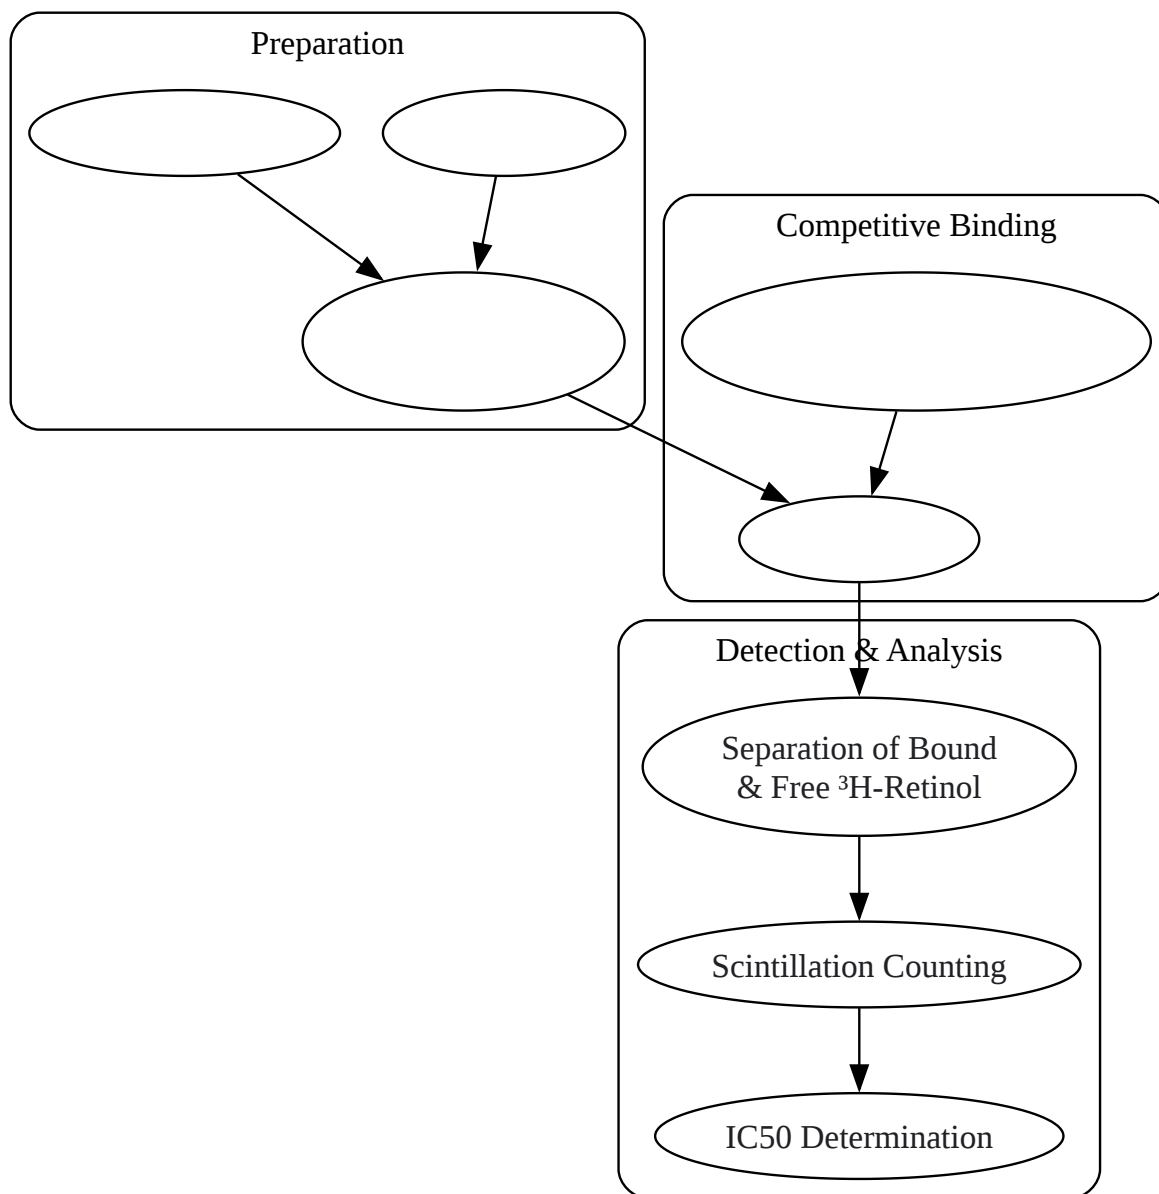 Preparation
Competitive Binding
Detection & Analysis
Separation of Bound
& Free ³H-Retinol
Scintillation Counting
IC50 Determination